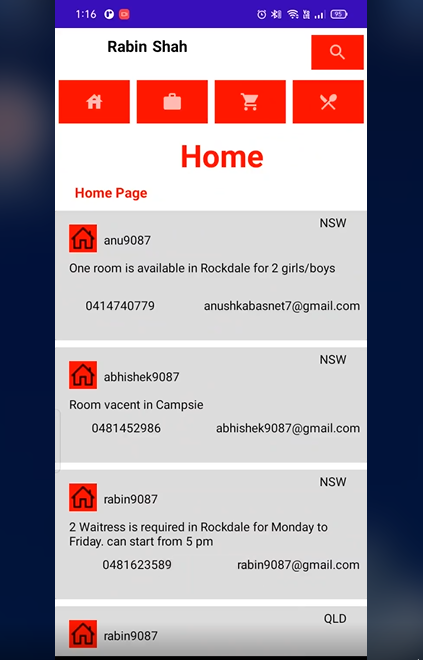 1:16
95
Rabin Shah
Home
Home Page
NSW
anu9087
One room is available in Rockdale for 2 girls/boys
0414740779 anushkabasnet7@gmail.com
NSW
abhishek9087
Room vacent in Campsie
0481452986 abhishek9087@gmail.com
NSW
rabin9087
2 Waitress is required in Rockdale for Monday to
Friday. can start from 5 pm
0481623589 rabin9087@gmail.com
QLD
rabin9087